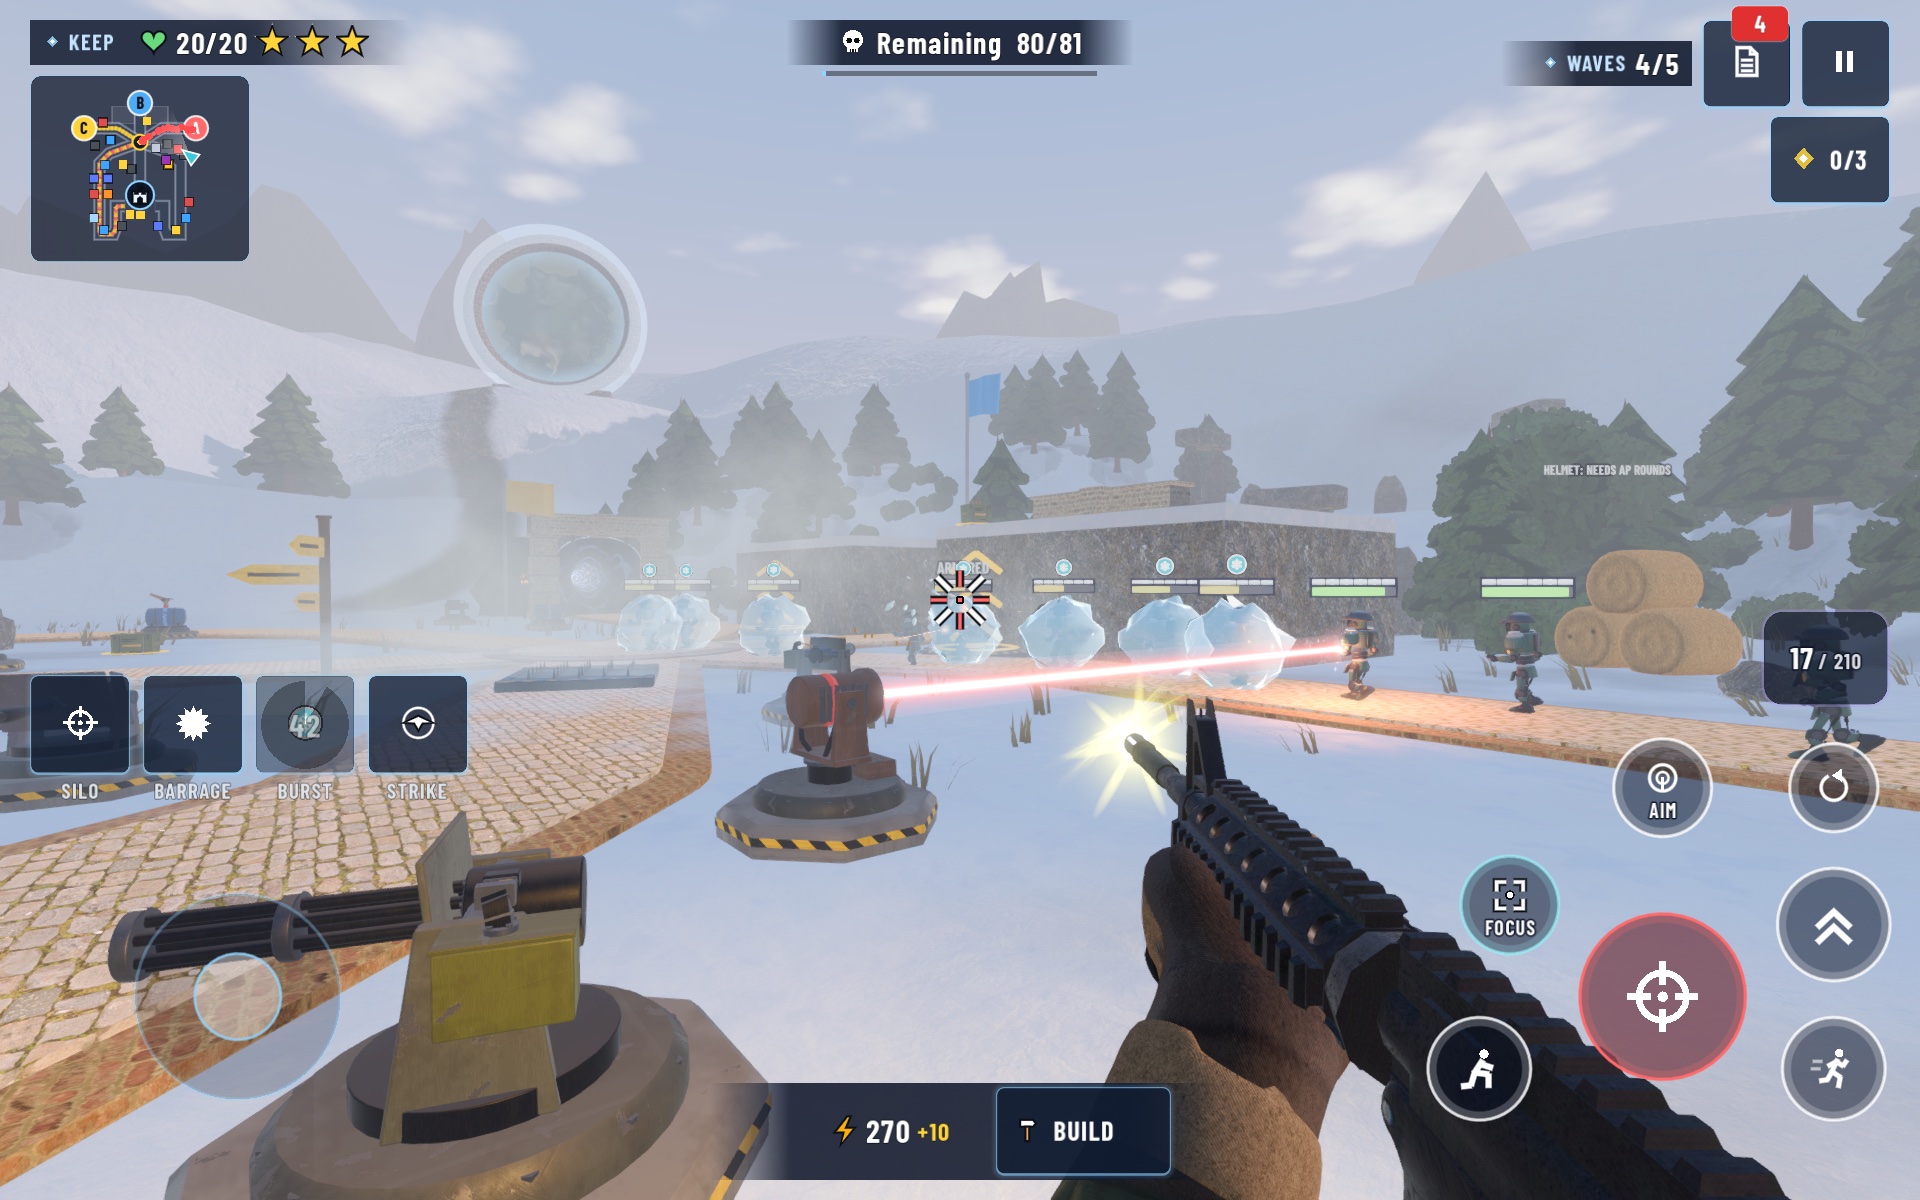 KEEP 20/20
Remaining 80/81
WAVES 4/5
4
0/3
B
C
A
HELMET: NEEDS AP ROUNDS
17 / 210
42
SILO
BARRAGE
BURST
STRIKE
AIM
FOCUS
270 +10
BUILD